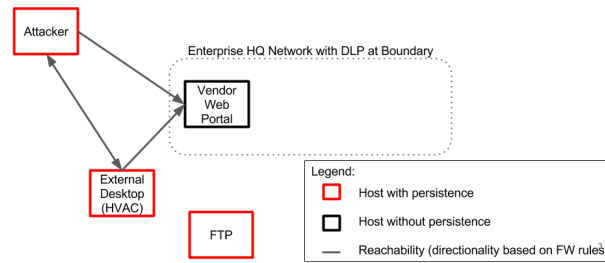 Attacker
Enterprise HQ Network with DLP at Boundary
Vendor
Web
Portal
External
Desktop
(HVAC)
FTP
Legend:
Host with persistence
Host without persistence
Reachability (directionality based on FW rules
3